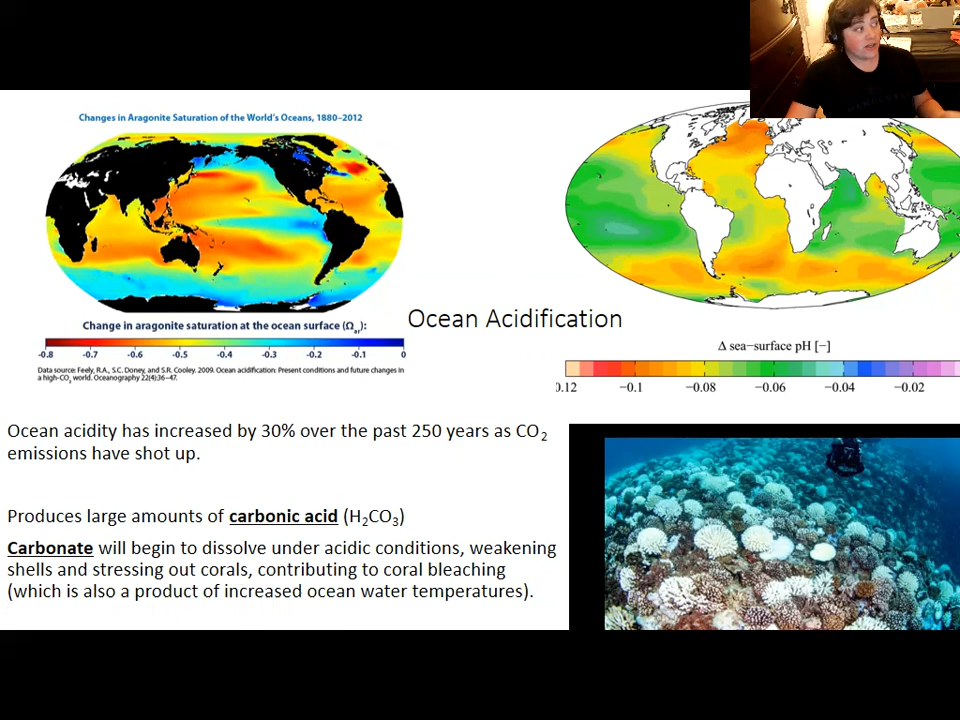 Changes in Aragonite Saturation of the World's Oceans, 1880–2012
Change in aragonite saturation at the ocean surface (Ωar):
-0.8 -0.7 -0.6 -0.5 -0.4 -0.3 -0.2 -0.1 0
Data source: Feely, R.A., S.C. Doney, and S.R. Cooley. 2009. Ocean acidification: Present conditions and future changes in
a high-CO2 world. Oceanography 22(4):36–47.
Ocean Acidification
Δ sea−surface pH [−]
0.12 −0.1 −0.08 −0.06 −0.04 −0.02
Ocean acidity has increased by 30% over the past 250 years as CO2
emissions have shot up.
Produces large amounts of carbonic acid (H2CO3)
Carbonate will begin to dissolve under acidic conditions, weakening
shells and stressing out corals, contributing to coral bleaching
(which is also a product of increased ocean water temperatures).